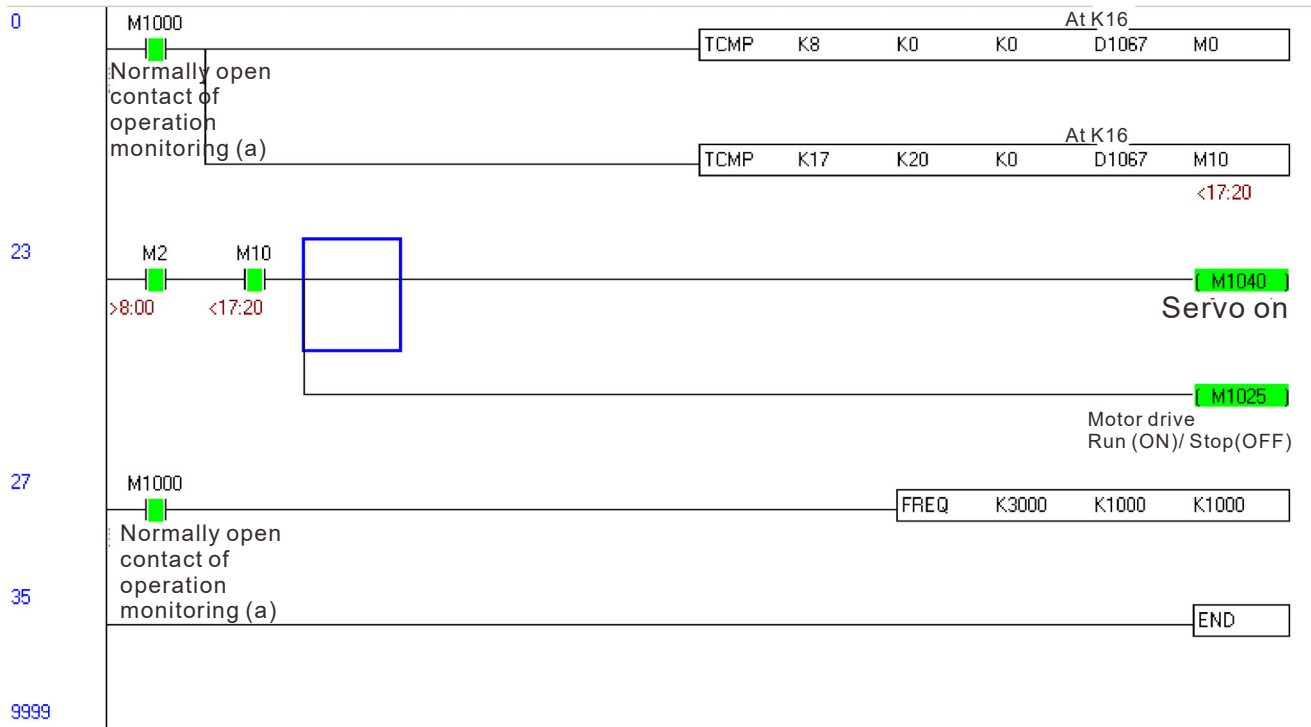 0
M1000
At K16
TCMP K8 K0 K0 D1067 M0
Normally open
contact of
operation
monitoring (a)
At K16
TCMP K17 K20 K0 D1067 M10
<17:20
23
M2 M10
( M1040 )
>8:00 <17:20
Servo on
( M1025 )
Motor drive
Run (ON)/ Stop(OFF)
27
M1000
FREQ K3000 K1000 K1000
Normally open
contact of
operation
monitoring (a)
35
END
9999